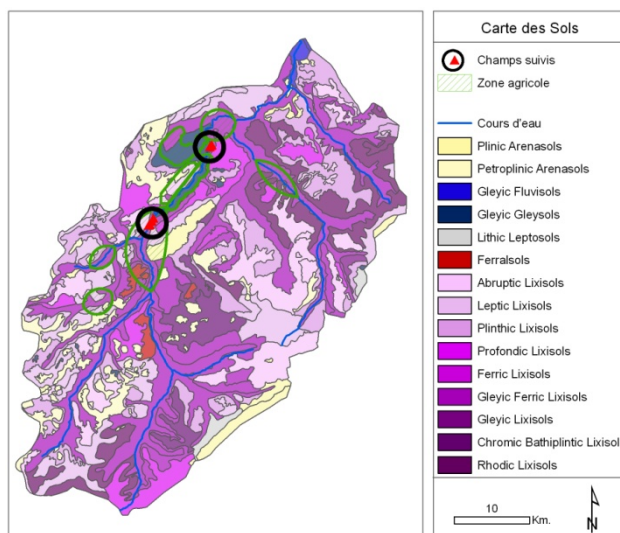 Carte des Sols
Champs suivis
Zone agricole
Cours d'eau
Plinic Arenasols
Petroplinic Arenasols
Gleyic Fluvisols
Gleyic Gleysols
Lithic Leptosols
Ferralsols
Abruptic Lixisols
Leptic Lixisols
Plinthic Lixisols
Profondic Lixisols
Ferric Lixisols
Gleyic Ferric Lixisols
Gleyic Lixisols
Chromic Bathiplintic Lixisol
Rhodic Lixisols
10
Km.
N